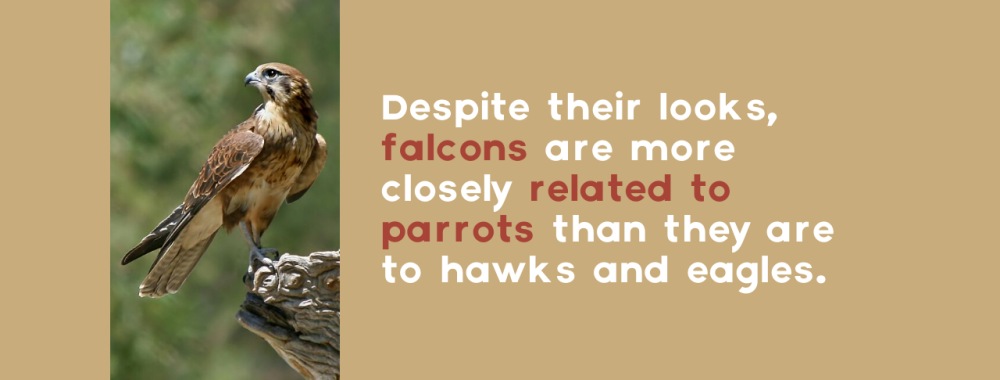 Despite their looks,
falcons are more
closely related to
parrots than they are
to hawks and eagles.